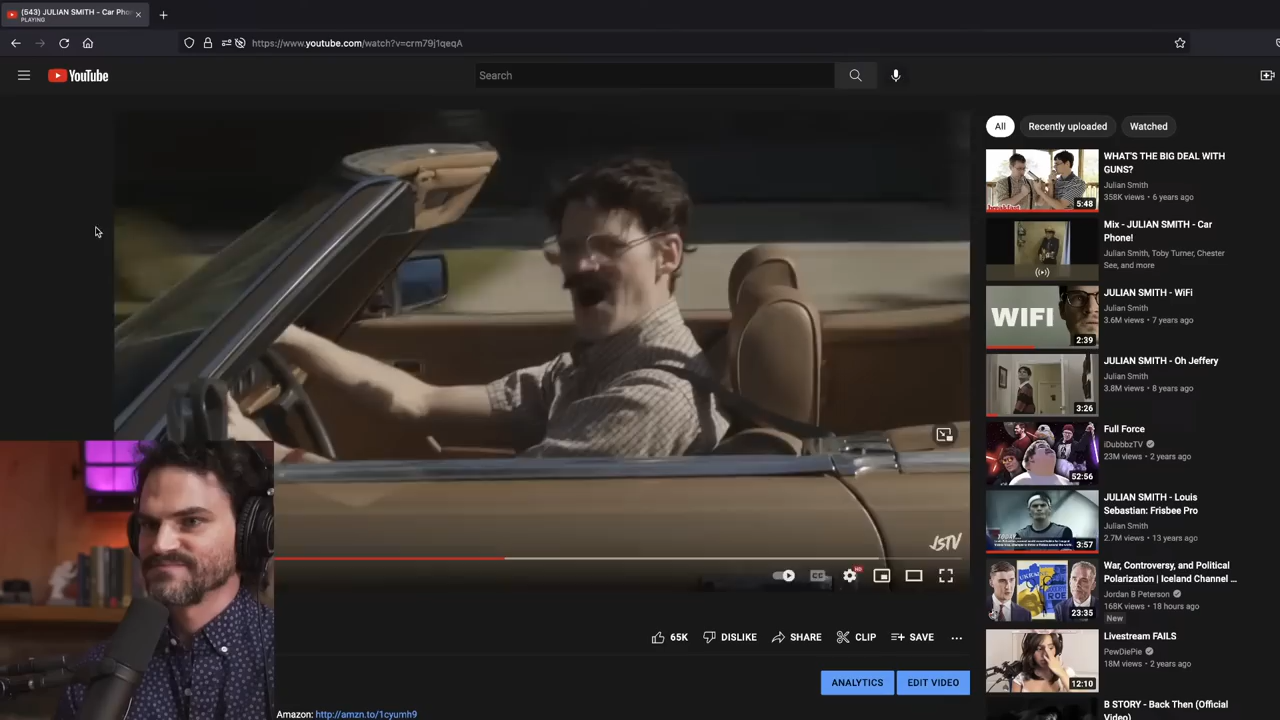 (543) JULIAN SMITH - Car Pho
PLAYING
https://www.youtube.com/watch?v=crm79j1qeqA
YouTube
Search
All
Recently uploaded
Watched
5:48
WHAT'S THE BIG DEAL WITH
GUNS?
Julian Smith
358K views • 6 years ago
Mix - JULIAN SMITH - Car
Phone!
Julian Smith, Toby Turner, Chester
See, and more
WIFI
2:39
JULIAN SMITH - WiFi
Julian Smith
3.6M views • 7 years ago
3:26
JULIAN SMITH - Oh Jeffery
Julian Smith
3.8M views • 8 years ago
52:56
Full Force
iDubbbzTV
23M views • 2 years ago
3:57
JULIAN SMITH - Louis
Sebastian: Frisbee Pro
Julian Smith
2.7M views • 13 years ago
23:35
War, Controversy, and Political
Polarization | Iceland Channel ...
Jordan B Peterson
168K views • 18 hours ago
New
12:10
Livestream FAILS
PewDiePie
18M views • 2 years ago
B STORY - Back Then (Official
Video)
JSTV
CC
HD
65K
DISLIKE
SHARE
CLIP
SAVE
ANALYTICS
EDIT VIDEO
Amazon: http://amzn.to/1cyumh9